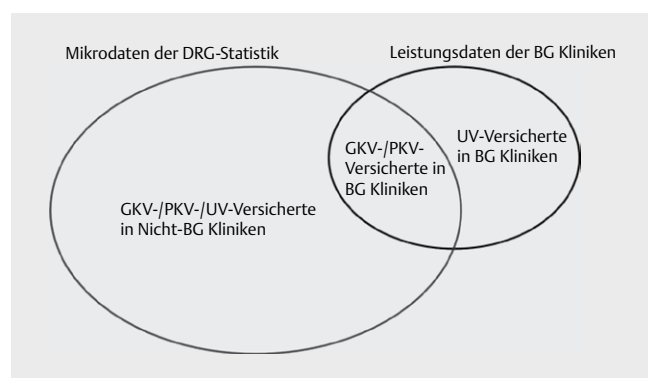 Mikrodaten der DRG-Statistik
Leistungsdaten der BG Kliniken
GKV-/PKV-/UV-Versicherte
in Nicht-BG Kliniken
GKV-/PKV-
Versicherte in
BG Kliniken
UV-Versicherte
in BG Kliniken